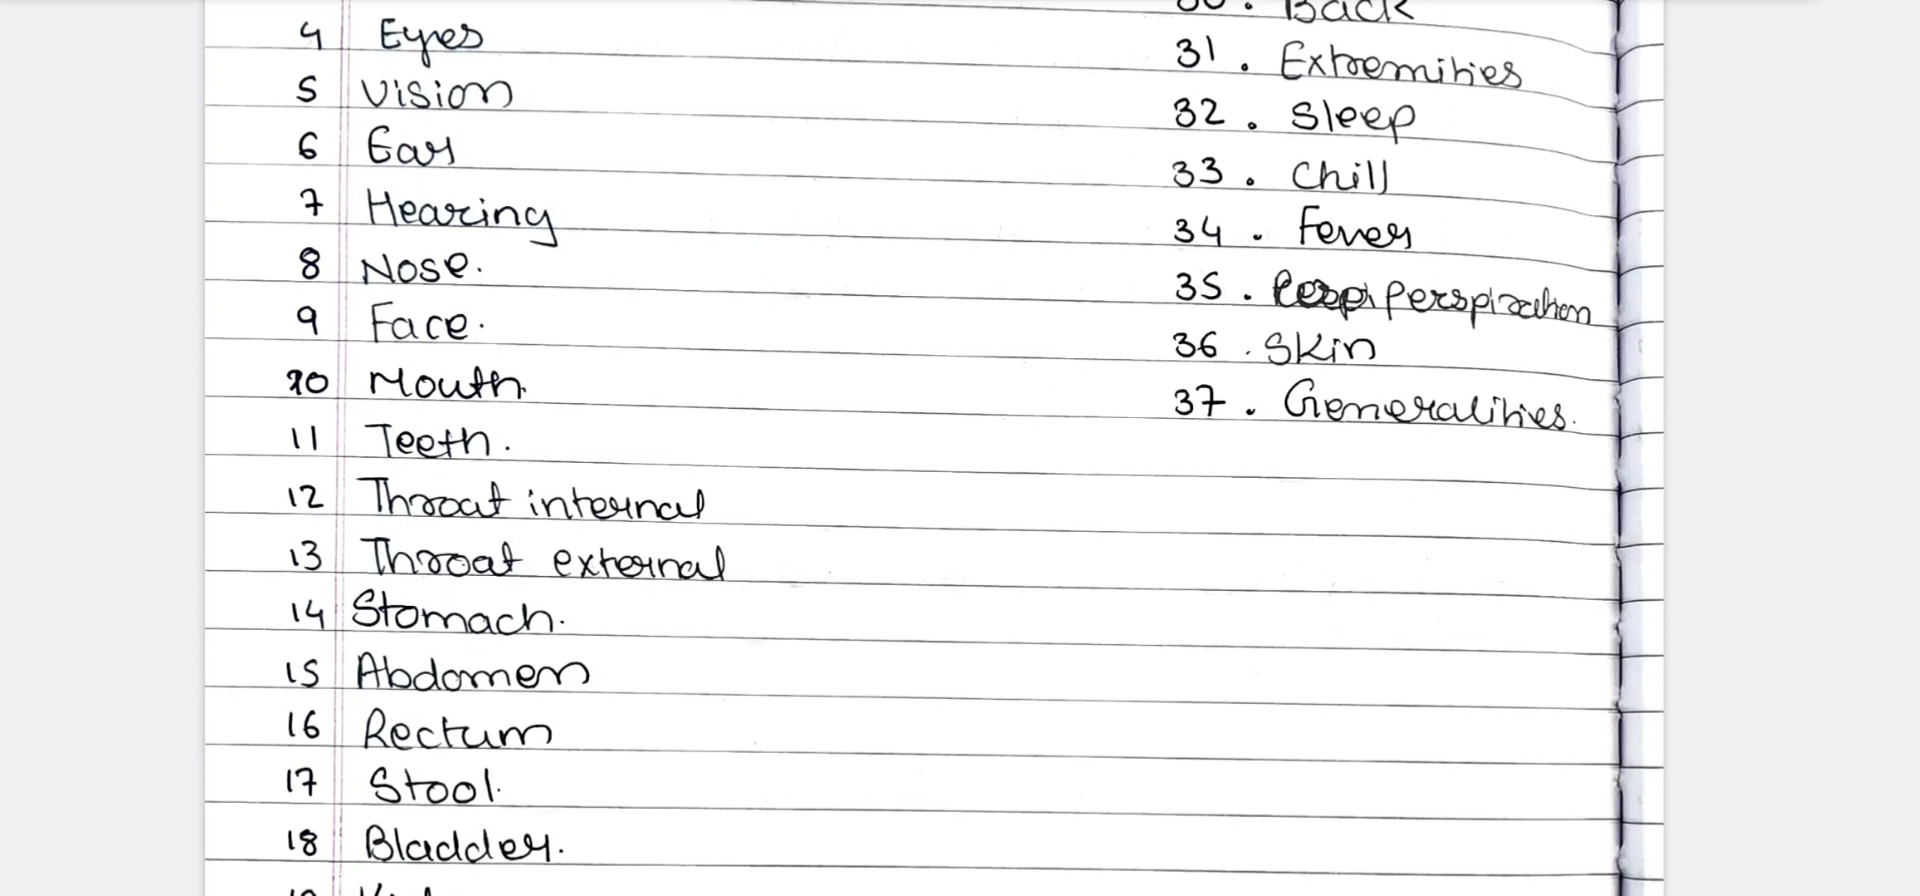 4 Eyes
5 Vision
6 Ear
7 Hearing
8 Nose.
9 Face.
10 Mouth.
11 Teeth.
12 Throat internal
13 Throat external
14 Stomach.
15 Abdomen
16 Rectum
17 Stool.
18 Bladder.
30. Back
31. Extremities
32. Sleep
33. Chill
34. Fever
35. Perspiration
36. Skin
37. Generalities.